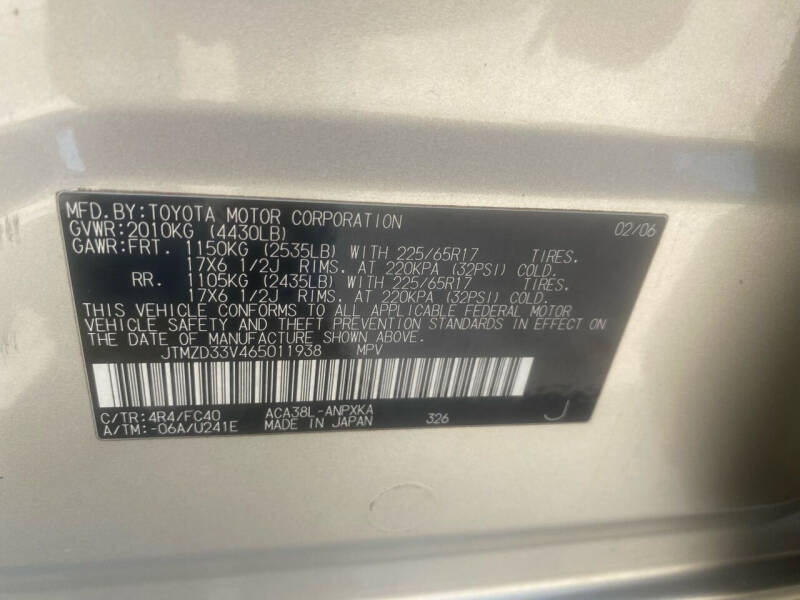 MFD.BY:TOYOTA MOTOR CORPORATION 02/06
GVWR:2010KG (4430LB)
GAWR:FRT. 1150KG (2535LB) WITH 225/65R17 TIRES.
17X6 1/2J RIMS. AT 220KPA (32PSI) COLD.
RR. 1105KG (2435LB) WITH 225/65R17 TIRES.
17X6 1/2J RIMS. AT 220KPA (32PSI) COLD.
THIS VEHICLE CONFORMS TO ALL APPLICABLE FEDERAL MOTOR
VEHICLE SAFETY AND THEFT PREVENTION STANDARDS IN EFFECT ON
THE DATE OF MANUFACTURE SHOWN ABOVE.
JTMZD33V465011938 MPV
C/TR:4R4/FC40 ACA38L-ANPXKA
A/TM:-06A/U241E MADE IN JAPAN 326 J